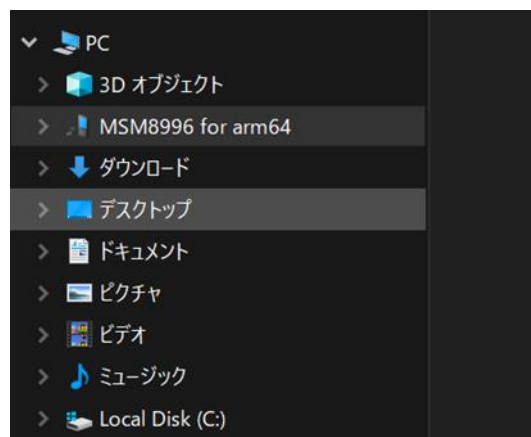 PC
3D オブジェクト
MSM8996 for arm64
ダウンロード
デスクトップ
ドキュメント
ピクチャ
ビデオ
ミュージック
Local Disk (C:)